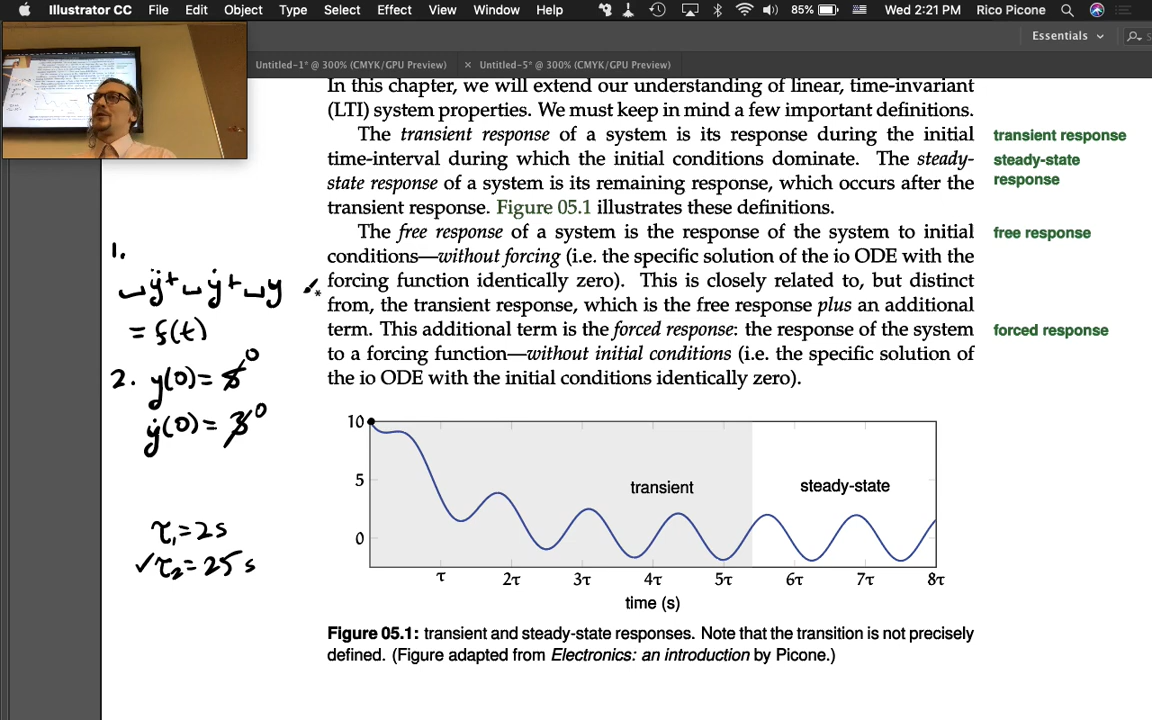 Illustrator CC File Edit Object Type Select Effect View Window Help 85% Wed 2:21 PM Rico Picone
Essentials
Untitled-1* @ 300% (CMYK/GPU Preview) × Untitled-5* @ 300% (CMYK/GPU Preview)
In this chapter, we will extend our understanding of linear, time-invariant
(LTI) system properties. We must keep in mind a few important definitions.
The transient response of a system is its response during the initial
time-interval during which the initial conditions dominate. The steady-
state response of a system is its remaining response, which occurs after the
transient response. Figure 05.1 illustrates these definitions.
The free response of a system is the response of the system to initial
conditions—without forcing (i.e. the specific solution of the io ODE with the
forcing function identically zero). This is closely related to, but distinct
from, the transient response, which is the free response plus an additional
term. This additional term is the forced response: the response of the system
to a forcing function—without initial conditions (i.e. the specific solution of
the io ODE with the initial conditions identically zero).
transient response
steady-state
response
free response
forced response
1.
␣ÿ+␣ẏ+␣y
= f(t)
2. y(0)= 0
ẏ(0)= 3 0
τ₁=2s
✓τ₂=25 s
10
5
0
transient
steady-state
τ 2τ 3τ 4τ 5τ 6τ 7τ 8τ
time (s)
Figure 05.1: transient and steady-state responses. Note that the transition is not precisely
defined. (Figure adapted from Electronics: an introduction by Picone.)